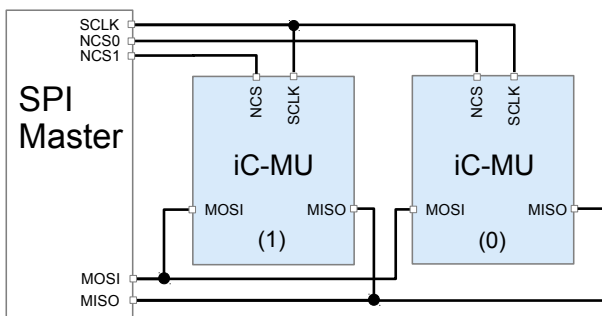 SCLK
NCS0
NCS1
SPI
Master
NCS
SCLK
iC-MU
MOSI
MISO
(1)
NCS
SCLK
iC-MU
MOSI
MISO
(0)
MOSI
MISO